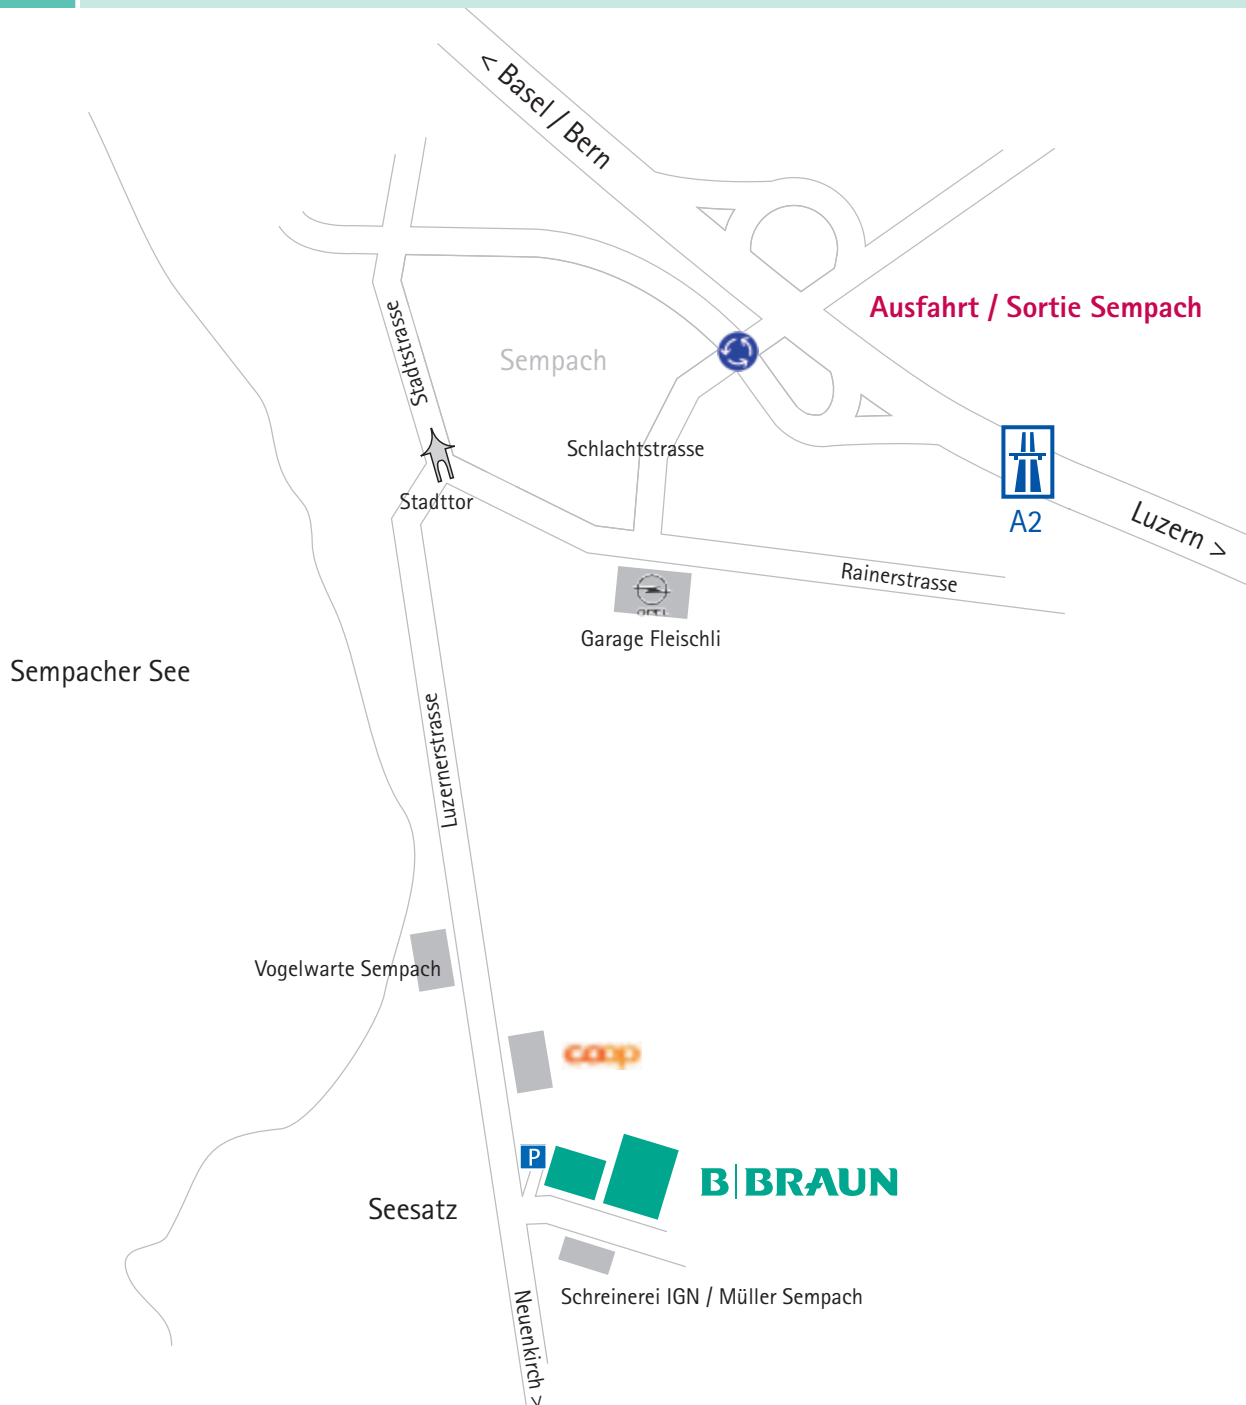 < Basel / Bern
Ausfahrt / Sortie Sempach
Stadtstrasse
Sempach
Schlachtstrasse
Stadttor
A2
Luzern >
Rainerstrasse
OPEL
Garage Fleischli
Sempacher See
Luzernerstrasse
Vogelwarte Sempach
coop
P
B|BRAUN
Seesatz
Schreinerei IGN / Müller Sempach
Neuenkirch >